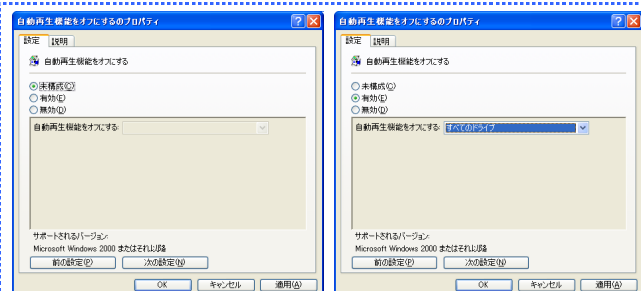 自動再生機能をオフにするのプロパティ
設定 説明
自動再生機能をオフにする
未構成(C)
有効(E)
無効(D)
自動再生機能をオフにする:
サポートされるバージョン:
Microsoft Windows 2000 またはそれ以降
前の設定(P) 次の設定(N)
OK キャンセル 適用(A)
自動再生機能をオフにするのプロパティ
設定 説明
自動再生機能をオフにする
未構成(C)
有効(E)
無効(D)
自動再生機能をオフにする: すべてのドライブ
サポートされるバージョン:
Microsoft Windows 2000 またはそれ以降
前の設定(P) 次の設定(N)
OK キャンセル 適用(A)